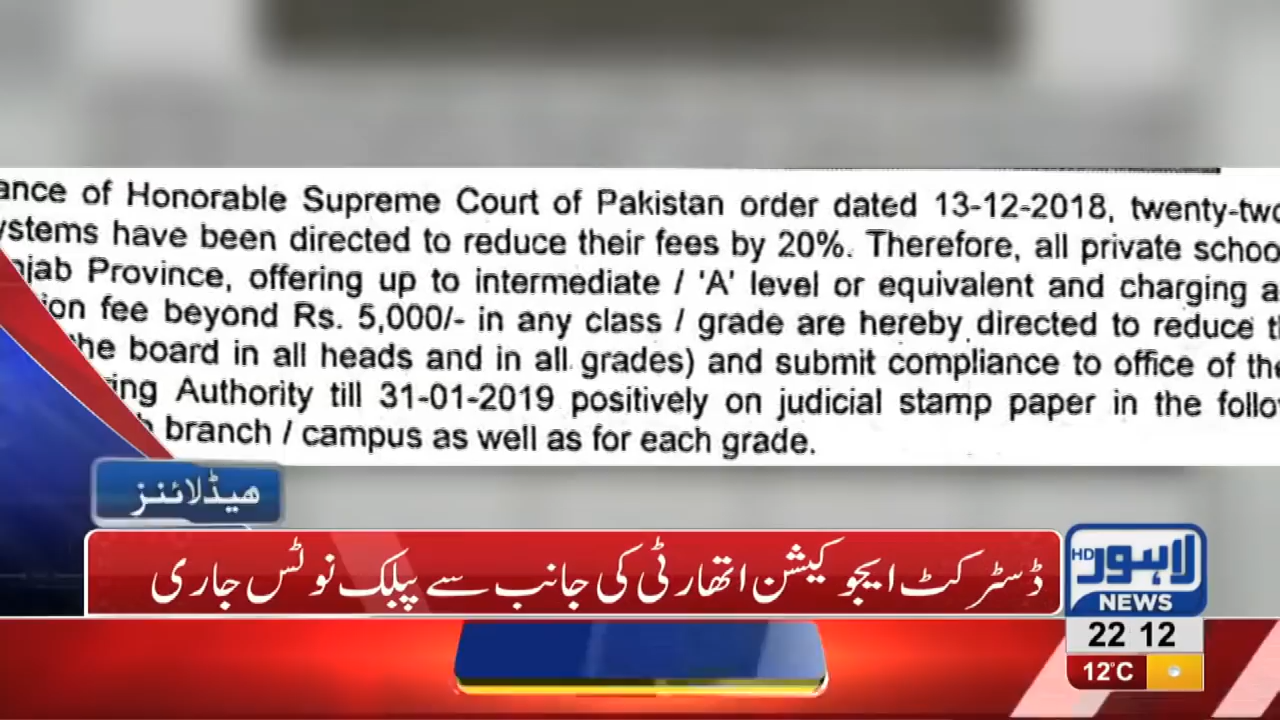 ance of Honorable Supreme Court of Pakistan order dated 13-12-2018, twenty-two
ystems have been directed to reduce their fees by 20%. Therefore, all private schoo
njab Province, offering up to intermediate / 'A' level or equivalent and charging a
ion fee beyond Rs. 5,000/- in any class / grade are hereby directed to reduce t
the board in all heads and in all grades) and submit compliance to office of the
ring Authority till 31-01-2019 positively on judicial stamp paper in the follo
branch / campus as well as for each grade.
ہیڈلائنز
ڈسٹرکٹ ایجوکیشن اتھارٹی کی جانب سے پبلک نوٹس جاری
لاہور HD
NEWS
22 12
12°C